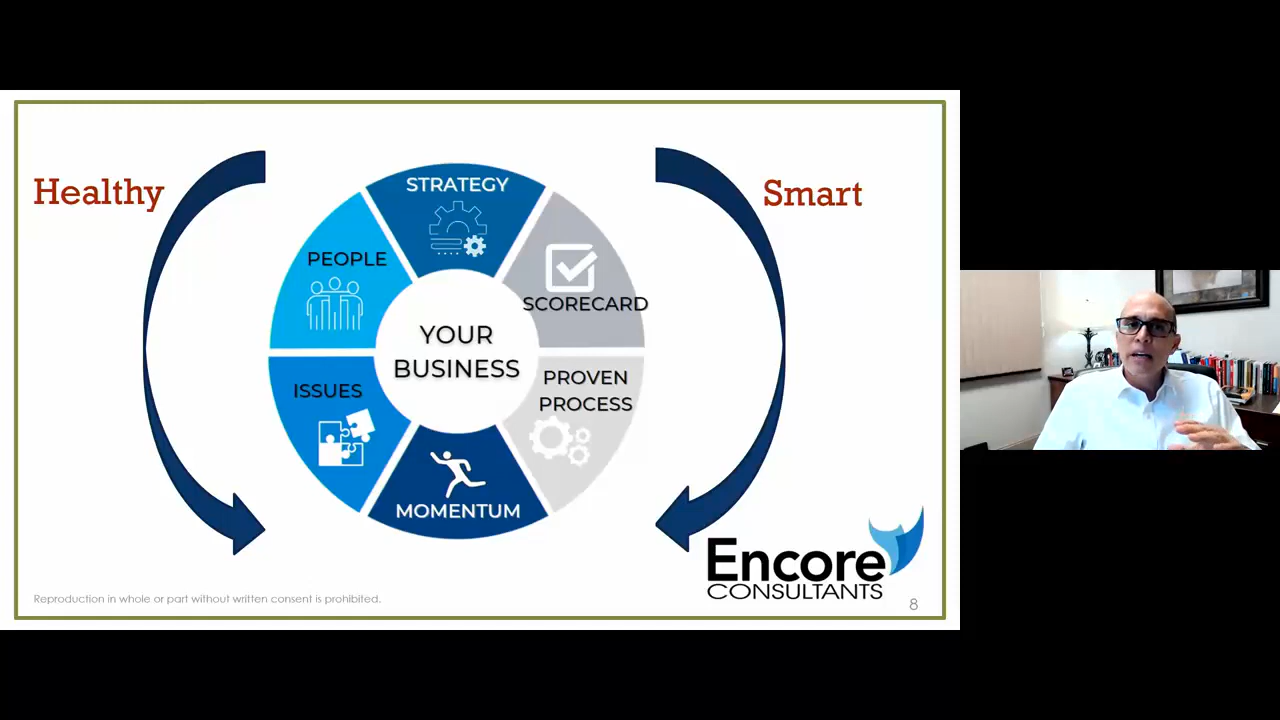 Healthy
Smart
STRATEGY
PEOPLE
SCORECARD
YOUR
BUSINESS
ISSUES
PROVEN
PROCESS
MOMENTUM
Encore
CONSULTANTS
Reproduction in whole or part without written consent is prohibited.
8